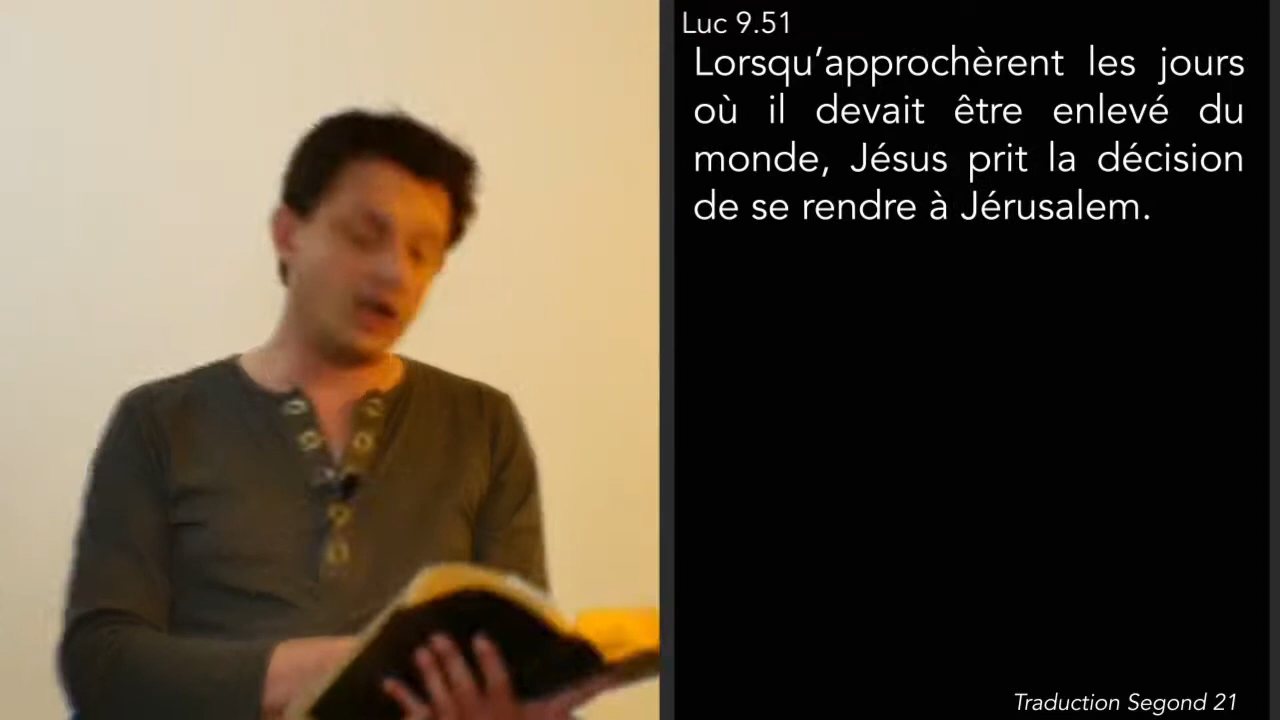 Luc 9.51
Lorsqu’approchèrent les jours
où il devait être enlevé du
monde, Jésus prit la décision
de se rendre à Jérusalem.
Traduction Segond 21